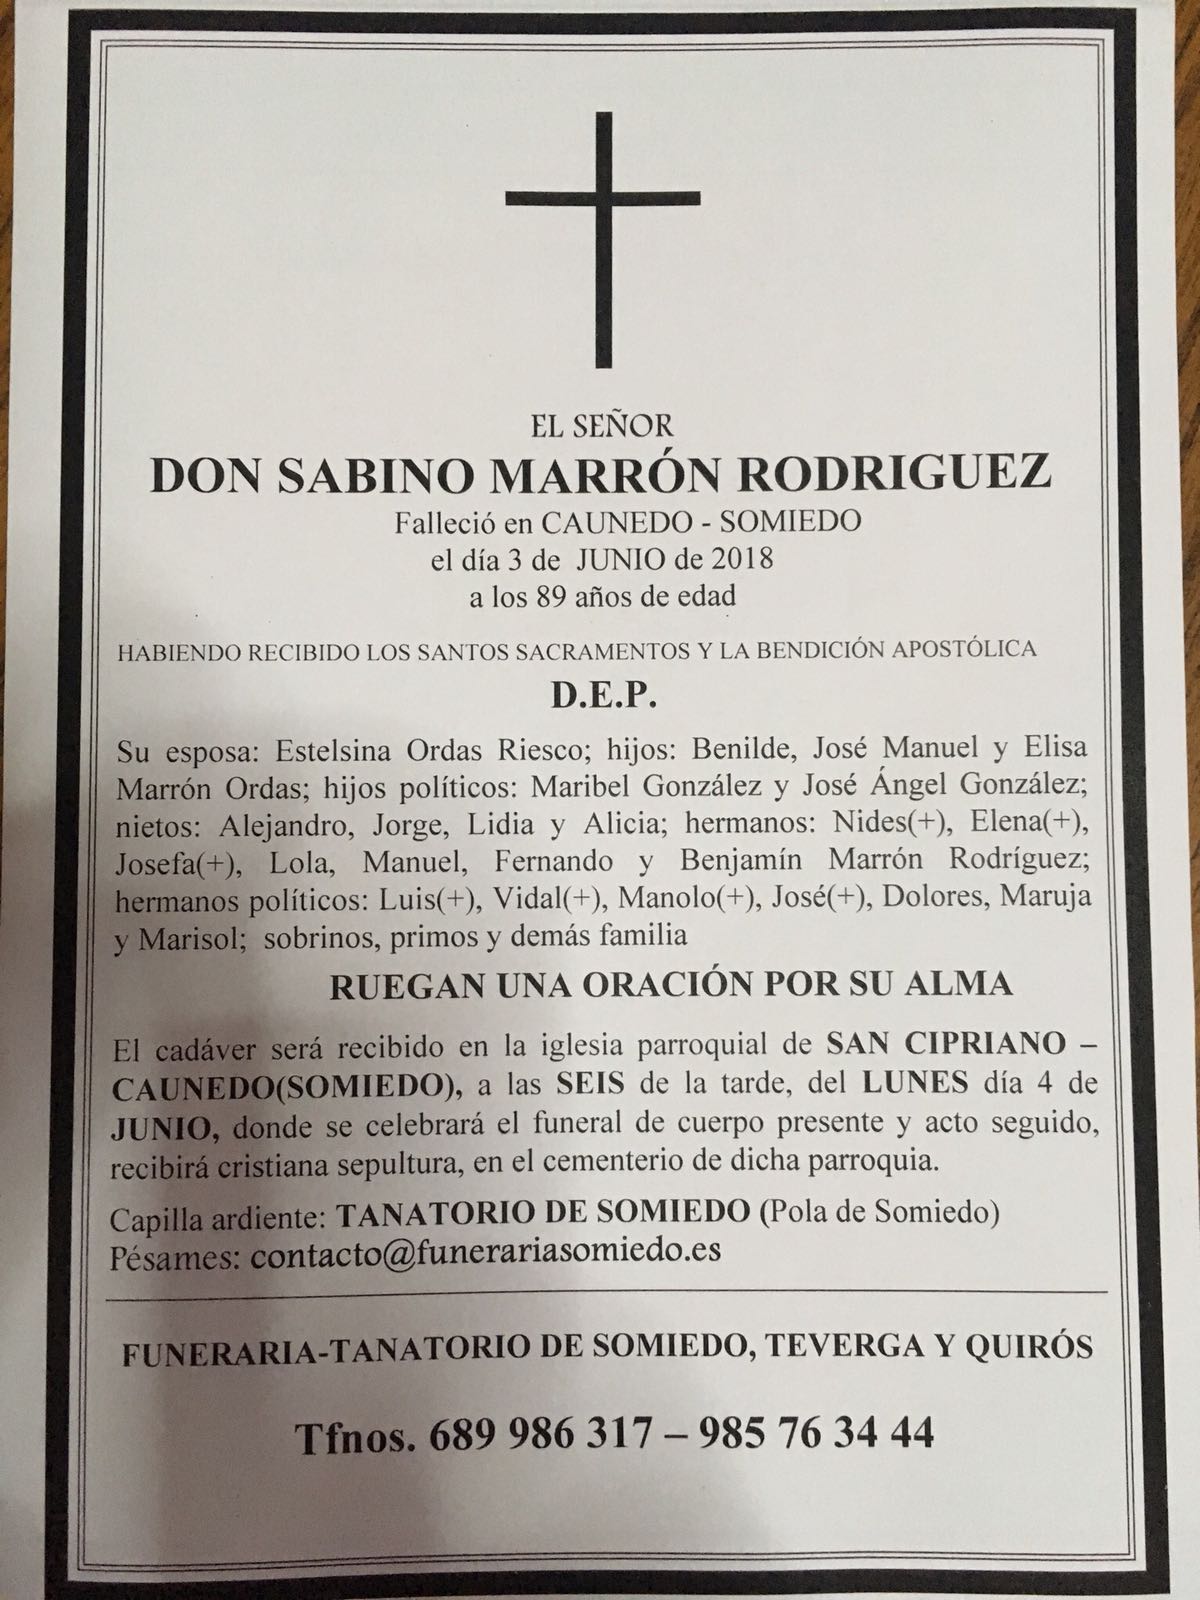 EL SEÑOR
DON SABINO MARRÓN RODRIGUEZ
Falleció en CAUNEDO - SOMIEDO
el día 3 de JUNIO de 2018
a los 89 años de edad
HABIENDO RECIBIDO LOS SANTOS SACRAMENTOS Y LA BENDICIÓN APOSTÓLICA
D.E.P.
Su esposa: Estelsina Ordas Riesco; hijos: Benilde, José Manuel y Elisa
Marrón Ordas; hijos políticos: Maribel González y José Ángel González;
nietos: Alejandro, Jorge, Lidia y Alicia; hermanos: Nides(+), Elena(+),
Josefa(+), Lola, Manuel, Fernando y Benjamín Marrón Rodríguez;
hermanos políticos: Luis(+), Vidal(+), Manolo(+), José(+), Dolores, Maruja
y Marisol; sobrinos, primos y demás familia
RUEGAN UNA ORACIÓN POR SU ALMA
El cadáver será recibido en la iglesia parroquial de SAN CIPRIANO –
CAUNEDO(SOMIEDO), a las SEIS de la tarde, del LUNES día 4 de
JUNIO, donde se celebrará el funeral de cuerpo presente y acto seguido,
recibirá cristiana sepultura, en el cementerio de dicha parroquia.
Capilla ardiente: TANATORIO DE SOMIEDO (Pola de Somiedo)
Pésames: contacto@funerariasomiedo.es
FUNERARIA-TANATORIO DE SOMIEDO, TEVERGA Y QUIRÓS
Tfnos. 689 986 317 – 985 76 34 44